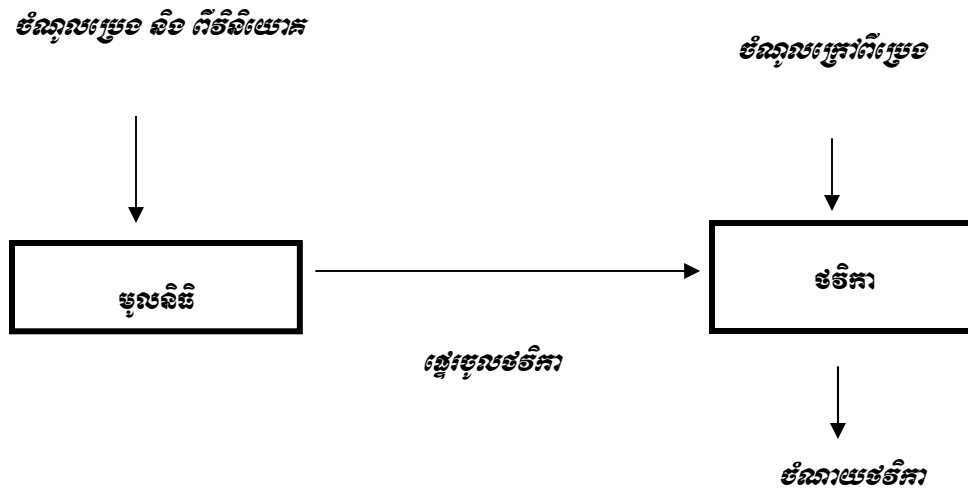 ចំណូលប្រេង និង ពីវិនិយោគ
ចំណូលក្រៅពីប្រេង
មូលនិធិ
ថវិកា
ផ្ទេរចូលថវិកា
ចំណាយថវិកា